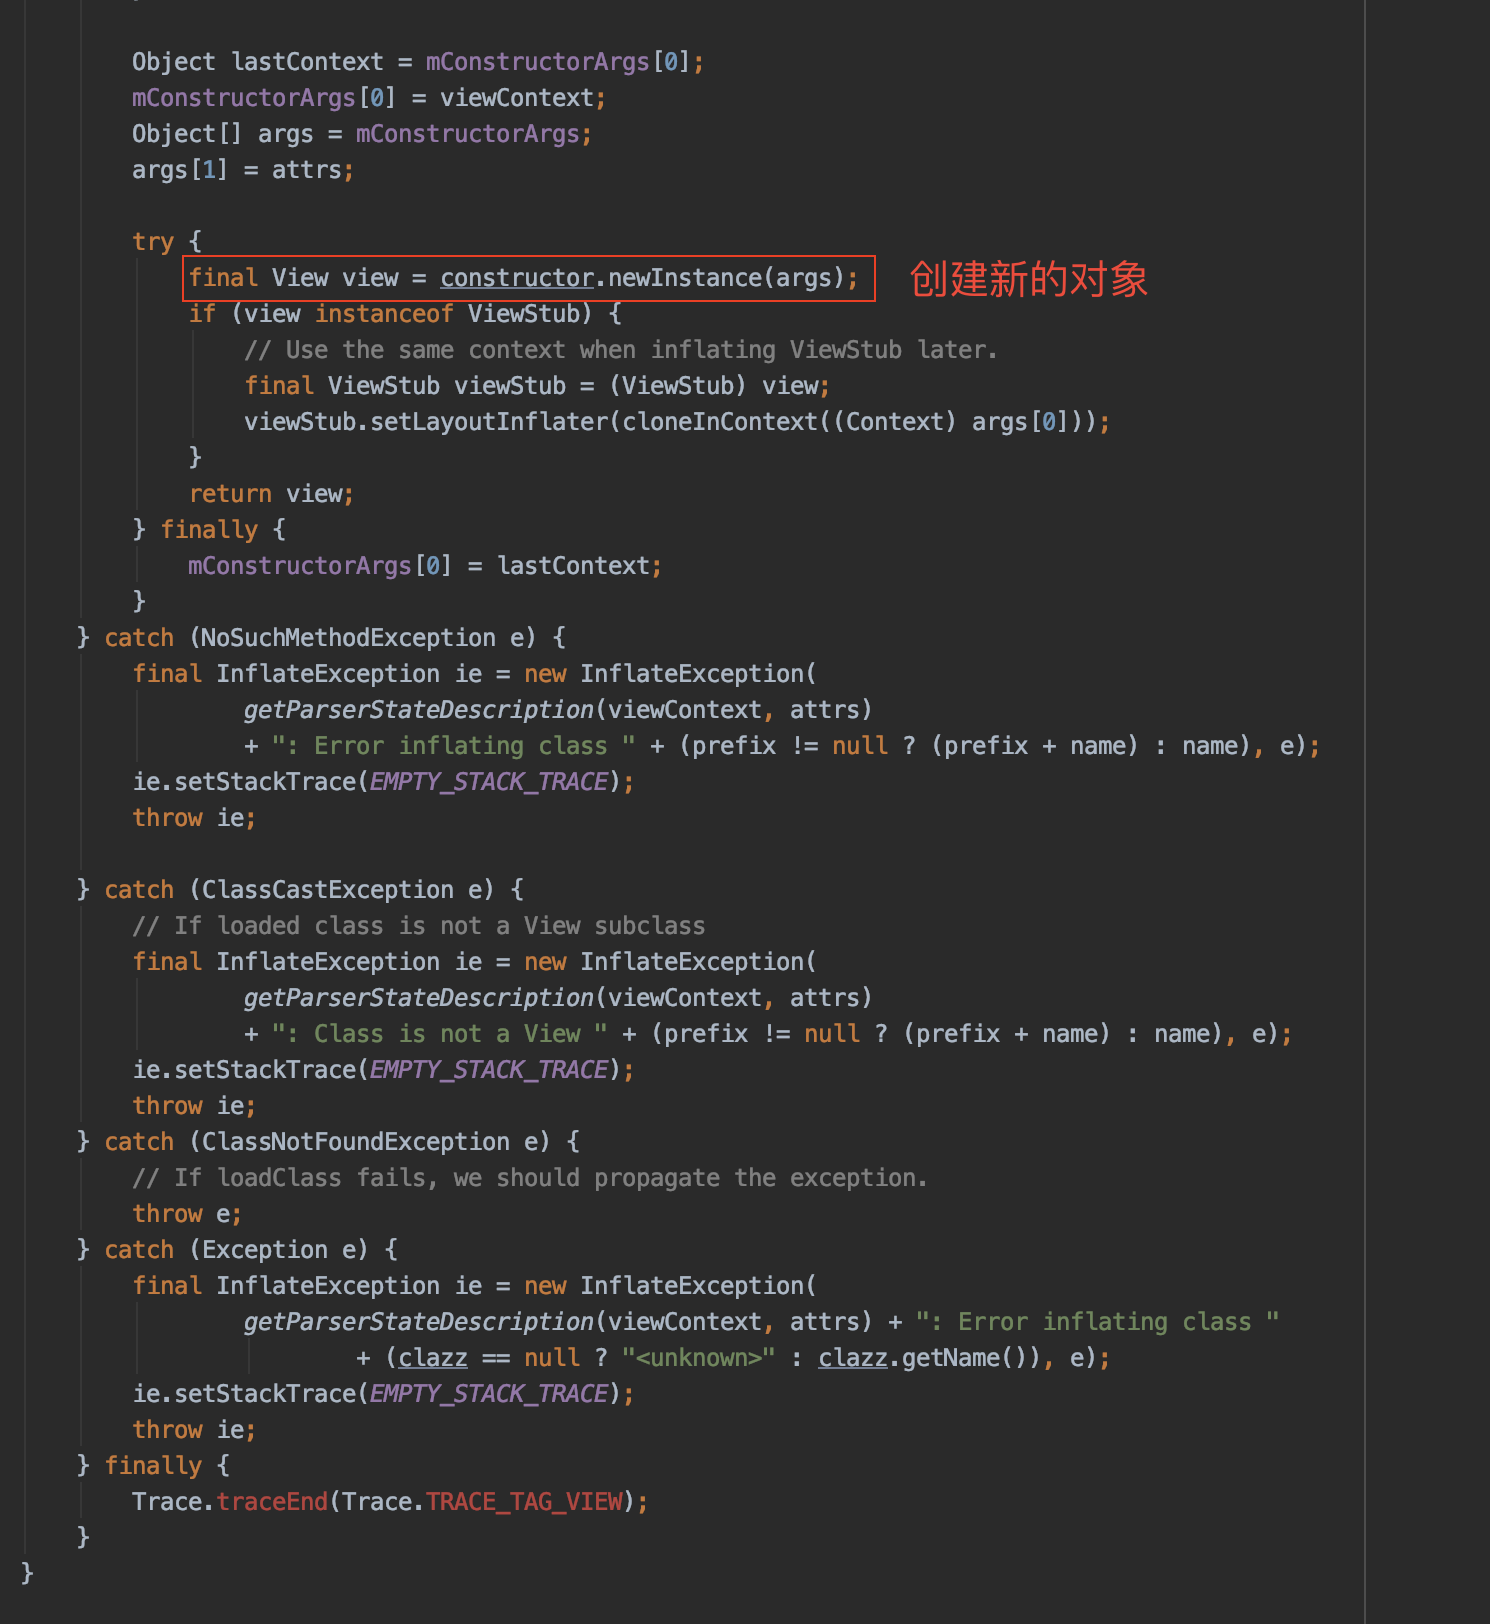 Object lastContext = mConstructorArgs[0];
mConstructorArgs[0] = viewContext;
Object[] args = mConstructorArgs;
args[1] = attrs;
try {
final View view = constructor.newInstance(args); 创建新的对象
if (view instanceof ViewStub) {
// Use the same context when inflating ViewStub later.
final ViewStub viewStub = (ViewStub) view;
viewStub.setLayoutInflater(cloneInContext((Context) args[0]));
}
return view;
} finally {
mConstructorArgs[0] = lastContext;
}
} catch (NoSuchMethodException e) {
final InflateException ie = new InflateException(
getParserStateDescription(viewContext, attrs)
+ ": Error inflating class " + (prefix != null ? (prefix + name) : name), e);
ie.setStackTrace(EMPTY_STACK_TRACE);
throw ie;
} catch (ClassCastException e) {
// If loaded class is not a View subclass
final InflateException ie = new InflateException(
getParserStateDescription(viewContext, attrs)
+ ": Class is not a View " + (prefix != null ? (prefix + name) : name), e);
ie.setStackTrace(EMPTY_STACK_TRACE);
throw ie;
} catch (ClassNotFoundException e) {
// If loadClass fails, we should propagate the exception.
throw e;
} catch (Exception e) {
final InflateException ie = new InflateException(
getParserStateDescription(viewContext, attrs) + ": Error inflating class "
+ (clazz == null ? "<unknown>" : clazz.getName()), e);
ie.setStackTrace(EMPTY_STACK_TRACE);
throw ie;
} finally {
Trace.traceEnd(Trace.TRACE_TAG_VIEW);
}
}